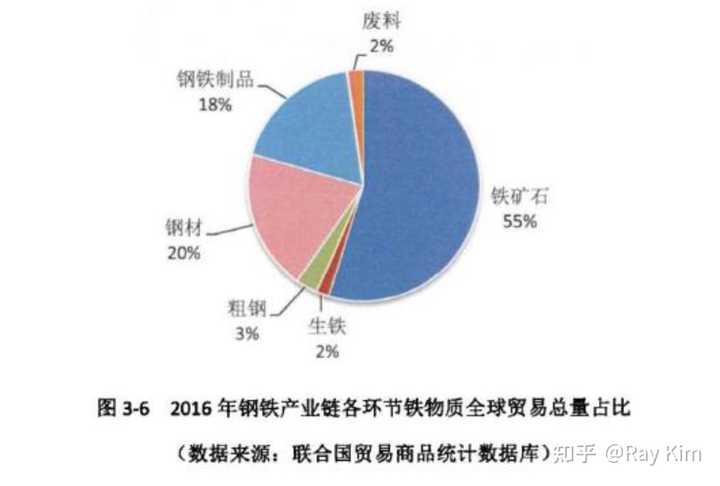 废料
2%
钢铁制品
18%
铁矿石
55%
钢材
20%
粗钢
3%
生铁
2%
图 3-6 2016 年钢铁产业链各环节铁物质全球贸易总量占比
（数据来源：联合国贸易商品统计数据库）
知乎 @Ray Kim